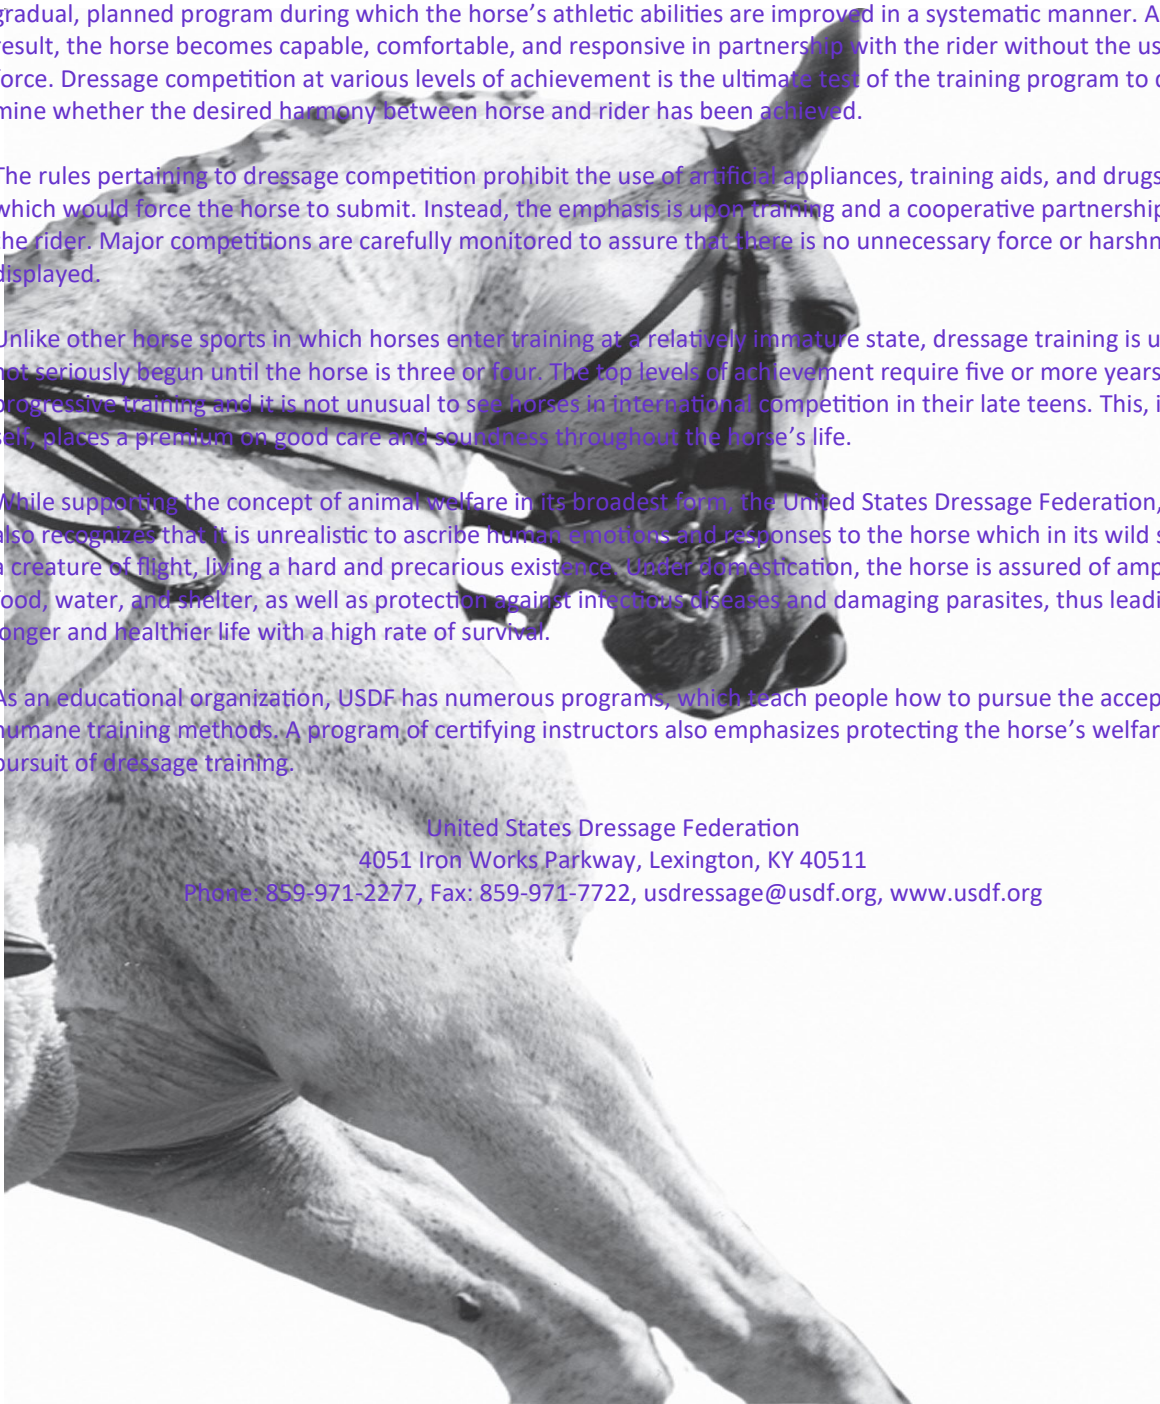 gradual, planned program during which the horse’s athletic abilities are improved in a systematic manner. A
result, the horse becomes capable, comfortable, and responsive in partnership with the rider without the us
force. Dressage competition at various levels of achievement is the ultimate test of the training program to
mine whether the desired harmony between horse and rider has been achieved.
The rules pertaining to dressage competition prohibit the use of artificial appliances, training aids, and drugs
which would force the horse to submit. Instead, the emphasis is upon training and a cooperative partnership
the rider. Major competitions are carefully monitored to assure that there is no unnecessary force or harshn
displayed.
Unlike other horse sports in which horses enter training at a relatively immature state, dressage training is u
not seriously begun until the horse is three or four. The top levels of achievement require five or more years
progressive training and it is not unusual to see horses in international competition in their late teens. This, i
self, places a premium on good care and soundness throughout the horse’s life.
While supporting the concept of animal welfare in its broadest form, the United States Dressage Federation,
also recognizes that it is unrealistic to ascribe human emotions and responses to the horse which in its wild s
a creature of flight, living a hard and precarious existence. Under domestication, the horse is assured of amp
food, water, and shelter, as well as protection against infectious diseases and damaging parasites, thus leadi
longer and healthier life with a high rate of survival.
As an educational organization, USDF has numerous programs, which teach people how to pursue the accep
humane training methods. A program of certifying instructors also emphasizes protecting the horse’s welfar
pursuit of dressage training.
United States Dressage Federation
4051 Iron Works Parkway, Lexington, KY 40511
Phone: 859-971-2277, Fax: 859-971-7722, usdressage@usdf.org, www.usdf.org